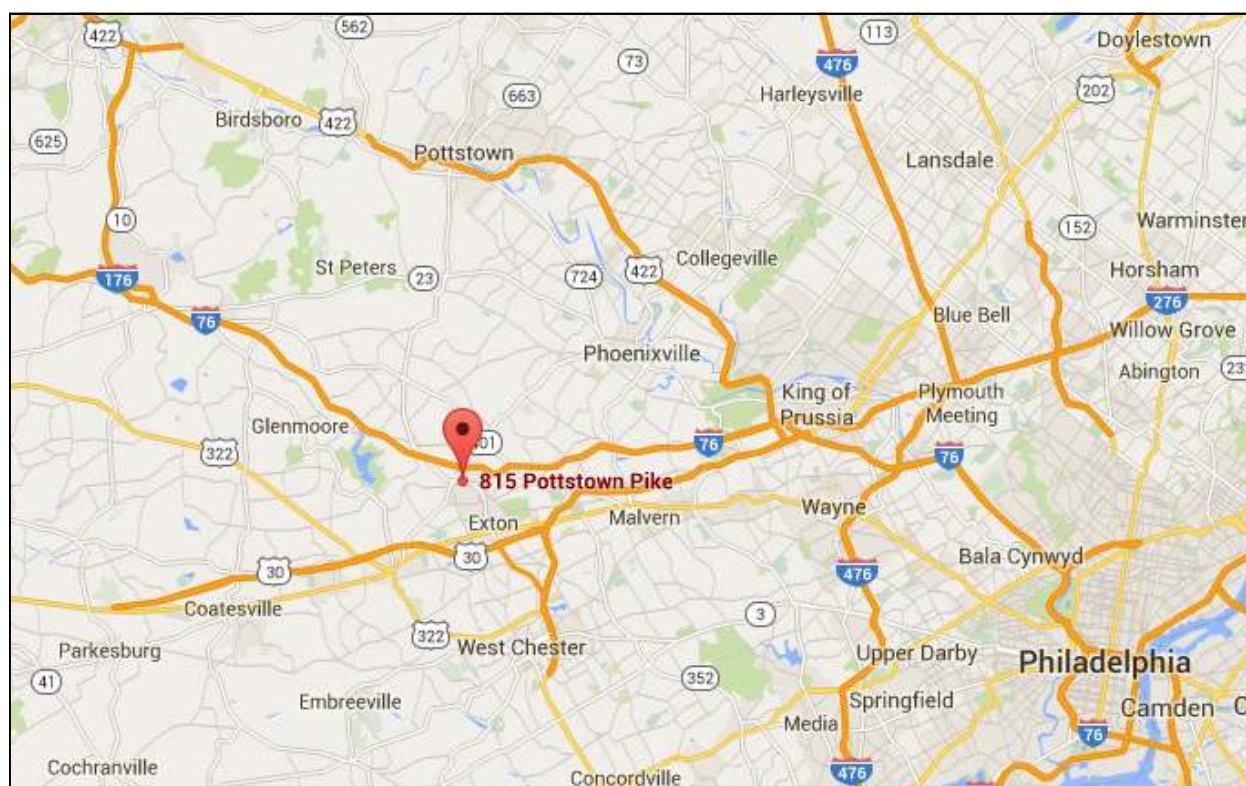 422
562
113
Doylestown
476
73
Harleysville
202
663
Birdsboro
422
625
Pottstown
Lansdale
10
152
Warminster
St Peters
23
724
422
Collegeville
Horsham
176
276
76
Blue Bell
Willow Grove
Phoenixville
Abington
King of
Prussia
Plymouth
Meeting
Glenmoore
322
401
76
76
815 Pottstown Pike
Exton
Malvern
Wayne
30
30
Bala Cynwyd
476
Coatesville
3
322
West Chester
Parkesburg
Upper Darby
Philadelphia
41
352
Embreeville
Springfield
Camden
Media
76
Cochranville
476
Concordville